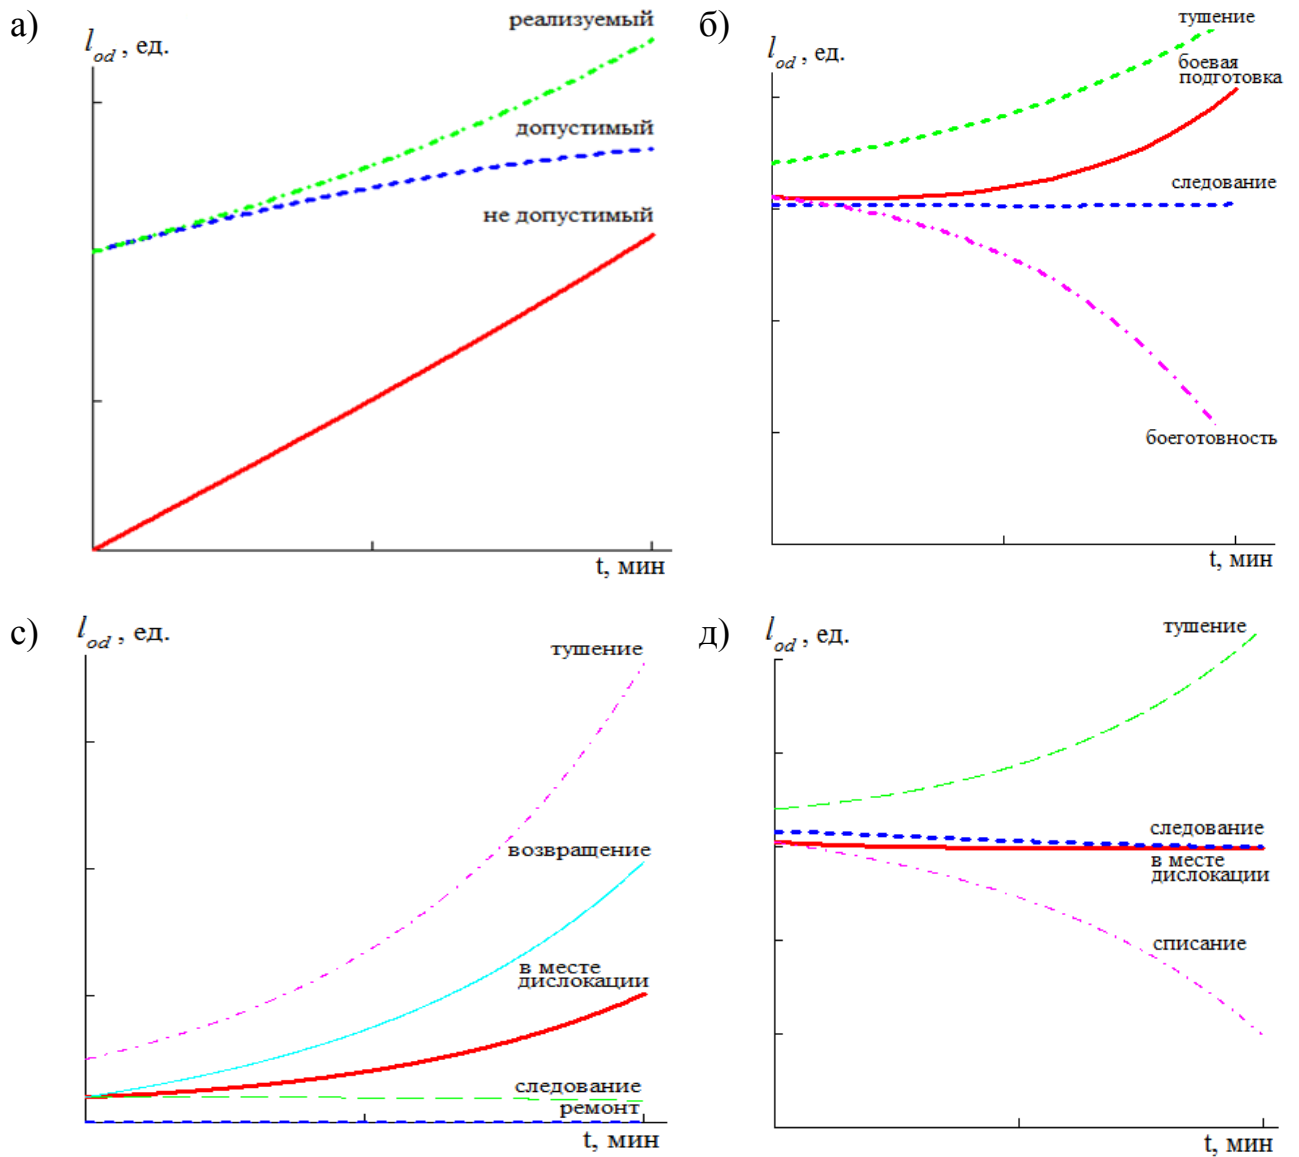 а)
l_od , ед.
реализуемый
допустимый
не допустимый
t, мин
б)
l_od , ед.
тушение
боевая
подготовка
следование
боеготовность
с)
l_od , ед.
тушение
возвращение
в месте
дислокации
следование
ремонт
t, мин
д)
l_od , ед.
тушение
следование
в месте
дислокации
списание
t, мин